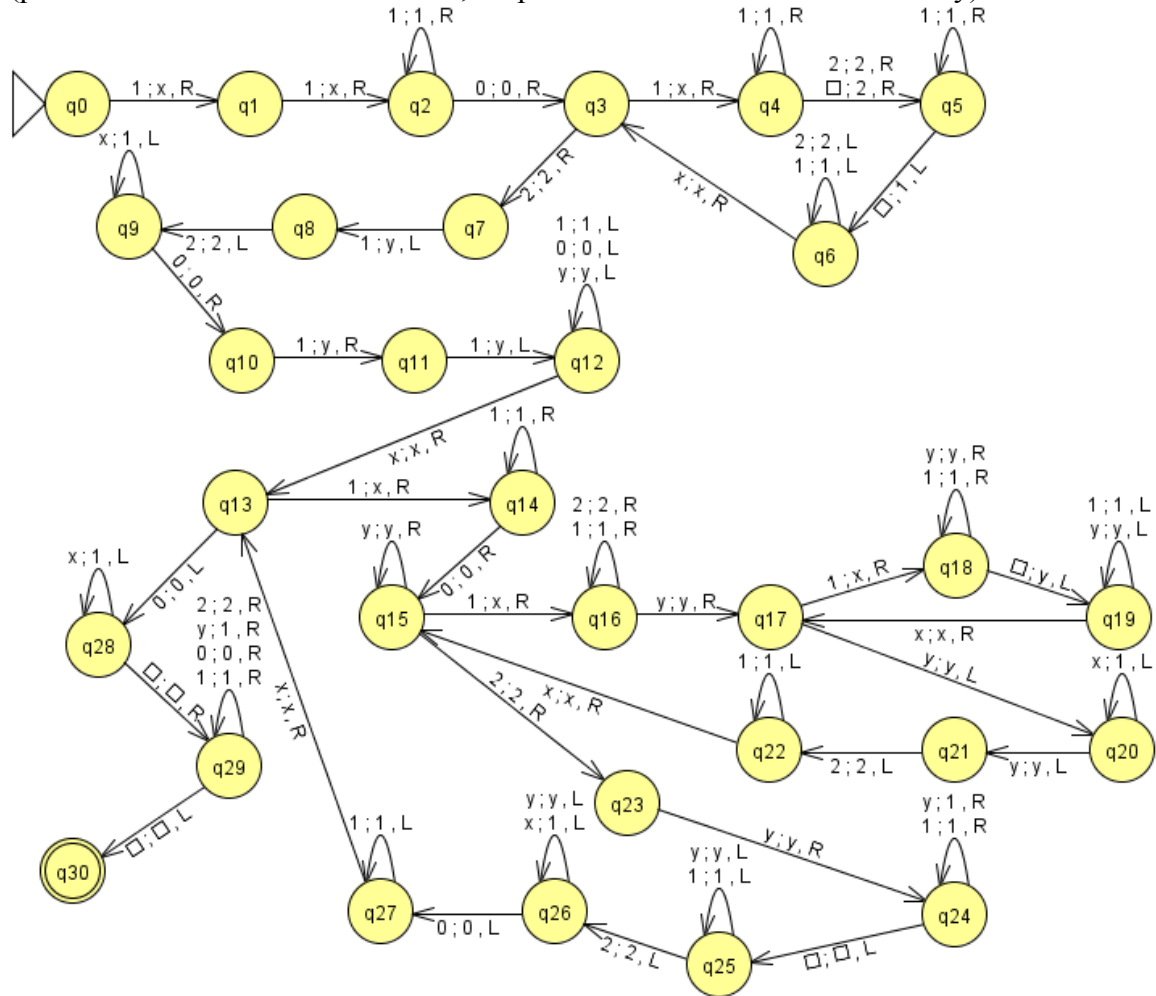 1 ; 1 , R
1 ; 1 , R
1 ; 1 , R
2 ; 2 , R
□ ; 2 , R
q0
1 ; x , R
q1
1 ; x , R
q2
0 ; 0 , R
q3
1 ; x , R
q4
q5
x ; 1 , L
2 ; 2 , R
2 ; 2 , L
1 ; 1 , L
x ; x , R
□ ; 1 , L
q9
2 ; 2 , L
q8
1 ; y , L
q7
q6
1 ; 1 , L
0 ; 0 , L
y ; y , L
0 ; 0 , R
q10
1 ; y , R
q11
1 ; y , L
q12
x ; x , R
1 ; 1 , R
q13
1 ; x , R
q14
y ; y , R
1 ; 1 , R
2 ; 2 , R
1 ; 1 , R
1 ; 1 , L
y ; y , L
y ; y , R
0 ; 0 , R
q18
x ; 1 , L
0 ; 0 , L
1 ; x , R
□ ; y , L
q15
1 ; x , R
q16
y ; y , R
q17
q19
x ; x , R
2 ; 2 , R
y ; 1 , R
0 ; 0 , R
1 ; 1 , R
q28
□ ; □ , R
x ; x , R
2 ; 2 , R
x ; x , R
1 ; 1 , L
y ; y , L
x ; 1 , L
q29
q22
2 ; 2 , L
q21
y ; y , L
q20
q23
y ; y , R
y ; 1 , R
1 ; 1 , R
□ ; □ , L
q30
1 ; 1 , L
y ; y , L
x ; 1 , L
y ; y , L
1 ; 1 , L
q27
0 ; 0 , L
q26
2 ; 2 , L
q25
□ ; □ , L
q24